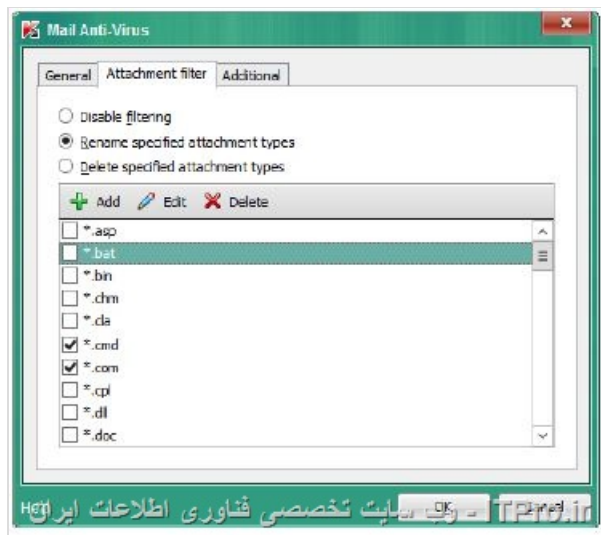 Mail Anti-Virus
General Attachment filter Additional
Disable filtering
Rename specified attachment types
Delete specified attachment types
Add Edit Delete
*.asp
*.bat
*.bin
*.chm
*.cla
*.cmd
*.com
*.cpl
*.dll
*.doc
Help OK Cancel
ITPro.ir - وب سایت تخصصی فناوری اطلاعات ایران